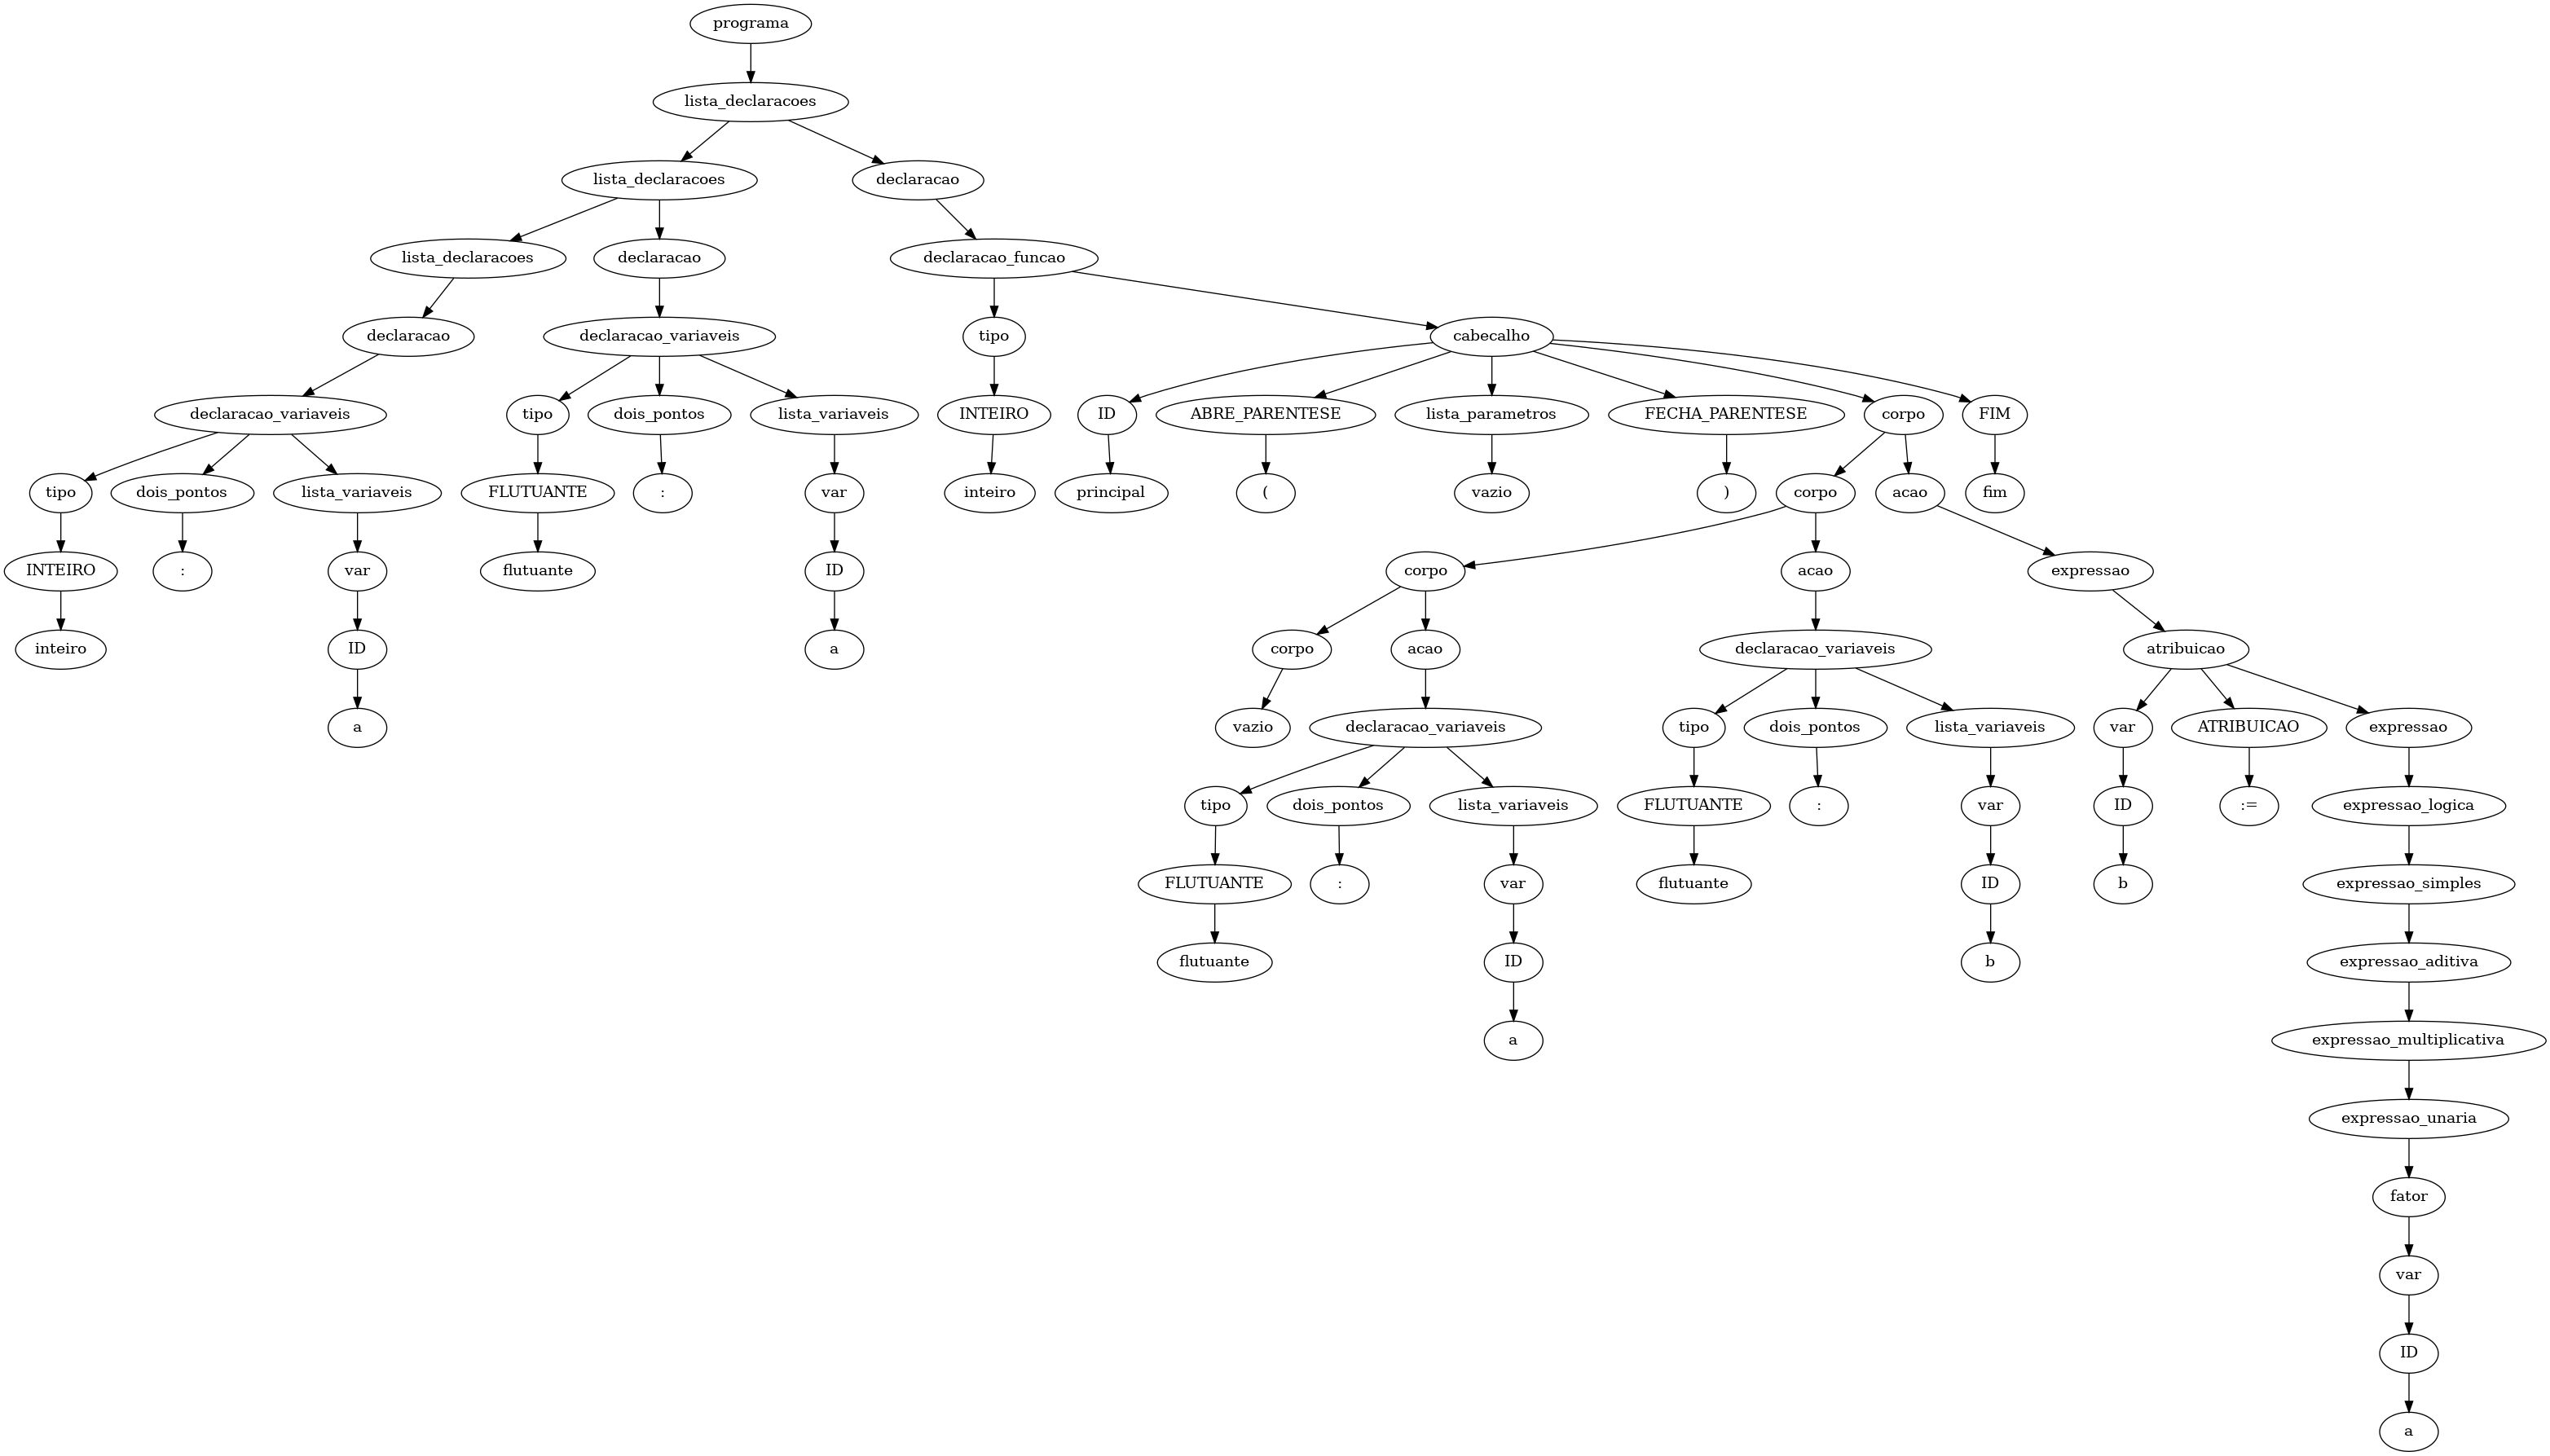 programa
lista_declaracoes
lista_declaracoes declaracao
lista_declaracoes declaracao declaracao_funcao
declaracao declaracao_variaveis tipo cabecalho
declaracao_variaveis tipo dois_pontos lista_variaveis INTEIRO ID ABRE_PARENTESE lista_parametros FECHA_PARENTESE corpo FIM
tipo dois_pontos lista_variaveis FLUTUANTE : var inteiro principal ( vazio ) corpo acao fim
INTEIRO : var flutuante ID corpo acao expressao
inteiro ID a corpo acao declaracao_variaveis atribuicao
a vazio declaracao_variaveis tipo dois_pontos lista_variaveis var ATRIBUICAO expressao
tipo dois_pontos lista_variaveis FLUTUANTE : var ID := expressao_logica
FLUTUANTE : var flutuante ID b expressao_simples
flutuante ID b expressao_aditiva
a expressao_multiplicativa
expressao_unaria
fator
var
ID
a